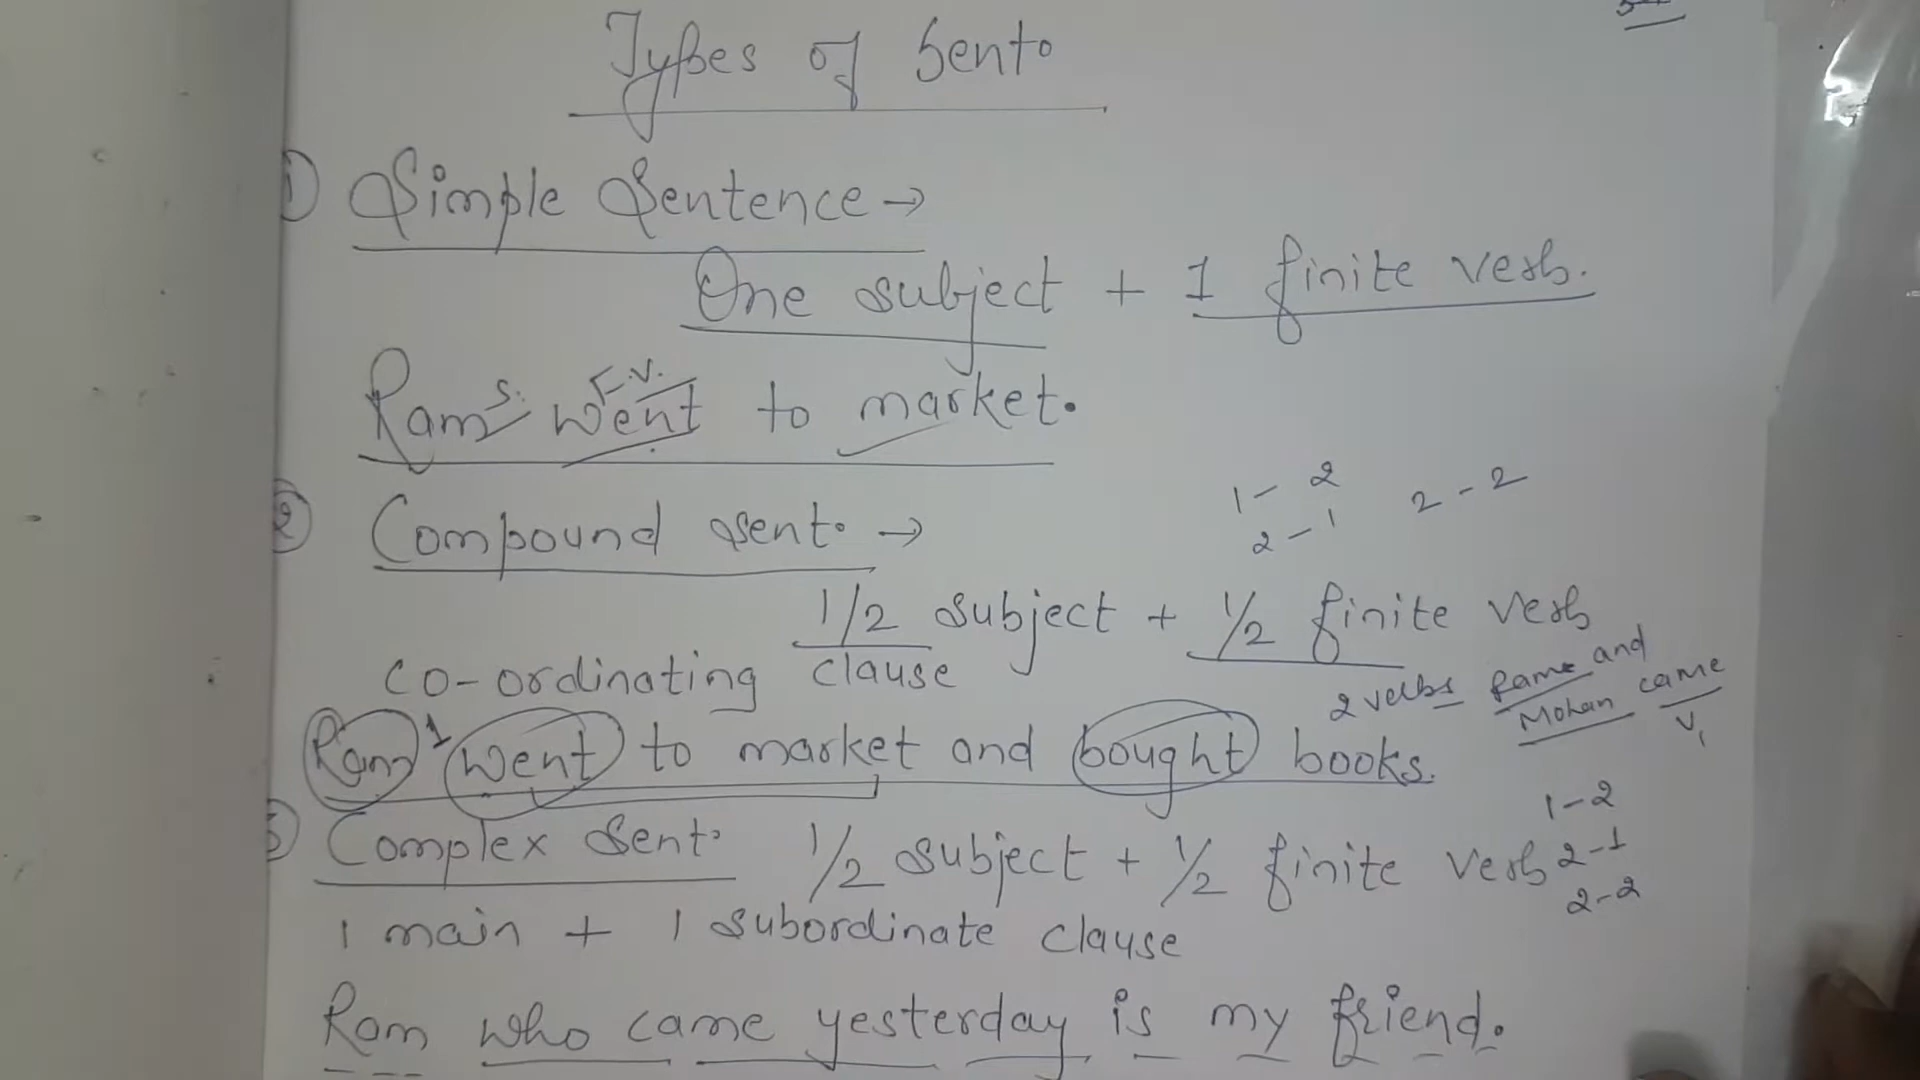 Types of Sent.
1) Simple Sentence →
One subject + 1 finite verb.
S. F.V.
Ram went to market.
2) Compound Sent. →
1 - 2 2 - 2
2 - 1
1/2 subject + 1/2 finite verb
co-ordinating clause
2 verbs Rame and
Mohan came
V1
Ram 1 went to market and bought books.
3) Complex Sent. 1/2 subject + 1/2 finite verb
1 - 2
2 - 1
2 - 2
1 main + 1 subordinate clause
Ram who came yesterday is my friend.